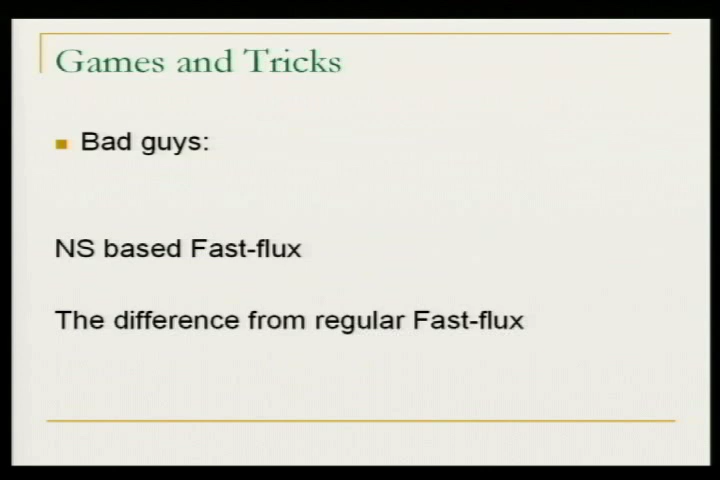 Games and Tricks
Bad guys:
NS based Fast-flux
The difference from regular Fast-flux